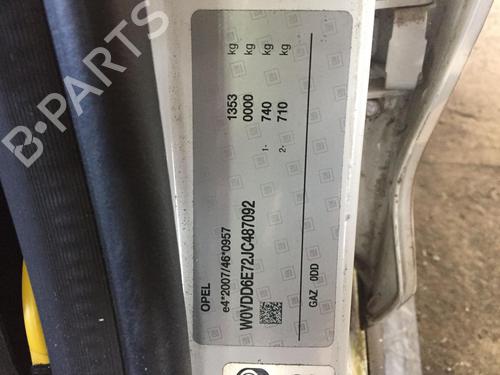 OPEL
e4*2007/46*0957
W0VDD6E72JC487092
1353 kg
0000 kg
1- 740 kg
2- 710 kg
GAZ 0DD
B-PARTS